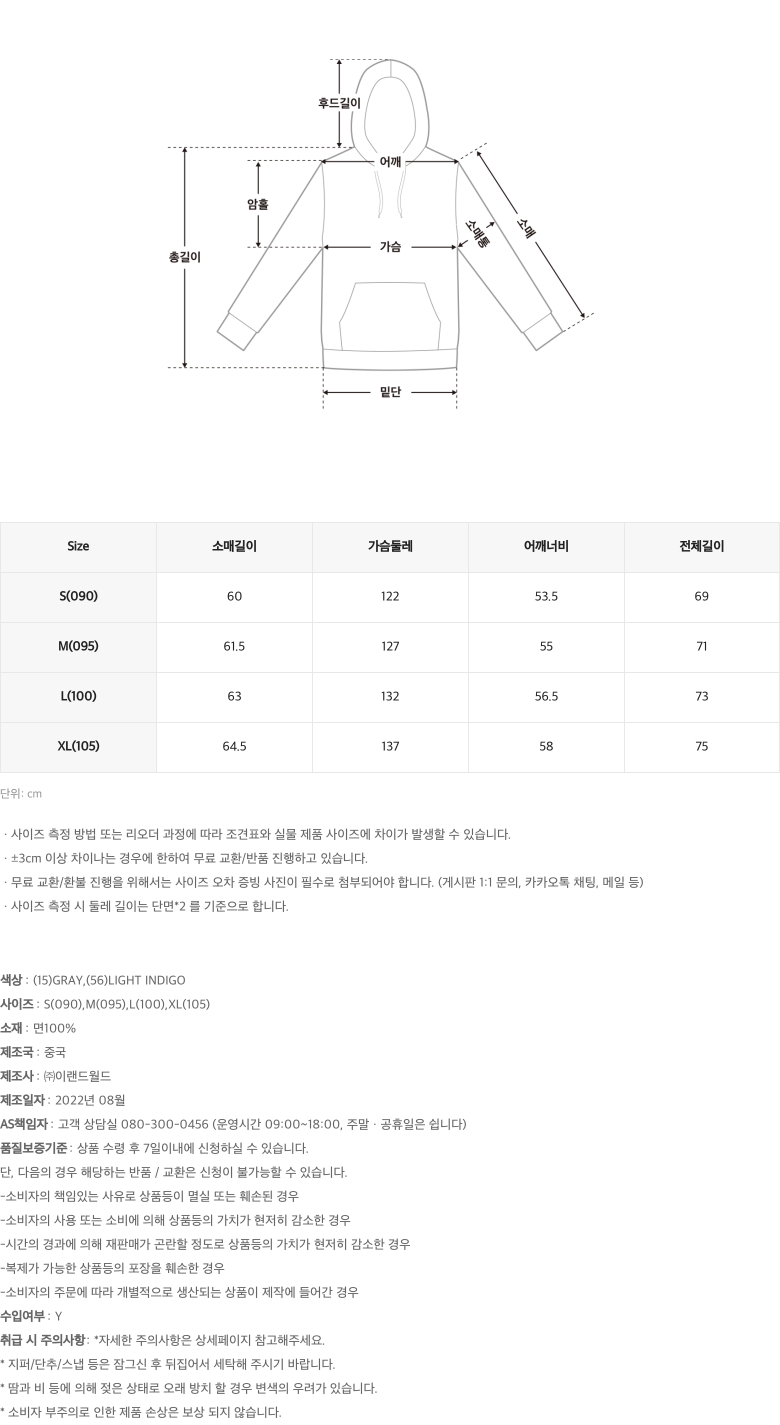 후드길이
어깨
암홀
소매통
소매
가슴
총길이
밑단
Size 소매길이 가슴둘레 어깨너비 전체길이
S(090) 60 122 53.5 69
M(095) 61.5 127 55 71
L(100) 63 132 56.5 73
XL(105) 64.5 137 58 75
단위: cm
· 사이즈 측정 방법 또는 리오더 과정에 따라 조견표와 실물 제품 사이즈에 차이가 발생할 수 있습니다.
· ±3cm 이상 차이나는 경우에 한하여 무료 교환/반품 진행하고 있습니다.
· 무료 교환/환불 진행을 위해서는 사이즈 오차 증빙 사진이 필수로 첨부되어야 합니다. (게시판 1:1 문의, 카카오톡 채팅, 메일 등)
· 사이즈 측정 시 둘레 길이는 단면*2 를 기준으로 합니다.
색상 : (15)GRAY,(56)LIGHT INDIGO
사이즈 : S(090),M(095),L(100),XL(105)
소재 : 면100%
제조국 : 중국
제조사 : ㈜이랜드월드
제조일자 : 2022년 08월
AS책임자 : 고객 상담실 080-300-0456 (운영시간 09:00~18:00, 주말 · 공휴일은 쉽니다)
품질보증기준 : 상품 수령 후 7일이내에 신청하실 수 있습니다.
단, 다음의 경우 해당하는 반품 / 교환은 신청이 불가능할 수 있습니다.
-소비자의 책임있는 사유로 상품등이 멸실 또는 훼손된 경우
-소비자의 사용 또는 소비에 의해 상품등의 가치가 현저히 감소한 경우
-시간의 경과에 의해 재판매가 곤란할 정도로 상품등의 가치가 현저히 감소한 경우
-복제가 가능한 상품등의 포장을 훼손한 경우
-소비자의 주문에 따라 개별적으로 생산되는 상품이 제작에 들어간 경우
수입여부 : Y
취급 시 주의사항 : *자세한 주의사항은 상세페이지 참고해주세요.
* 지퍼/단추/스냅 등은 잠그신 후 뒤집어서 세탁해 주시기 바랍니다.
* 땀과 비 등에 의해 젖은 상태로 오래 방치 할 경우 변색의 우려가 있습니다.
* 소비자 부주의로 인한 제품 손상은 보상 되지 않습니다.